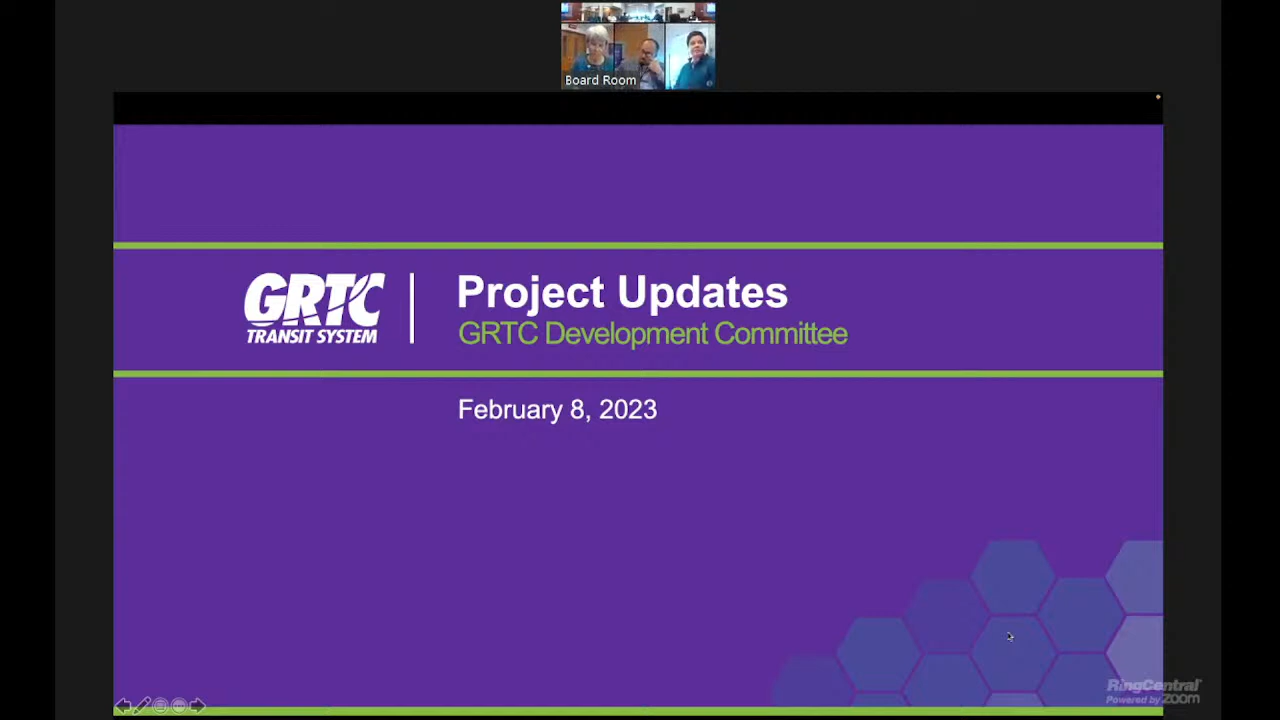 Board Room
GRTC
TRANSIT SYSTEM
Project Updates
GRTC Development Committee
February 8, 2023
RingCentral
Powered by zoom